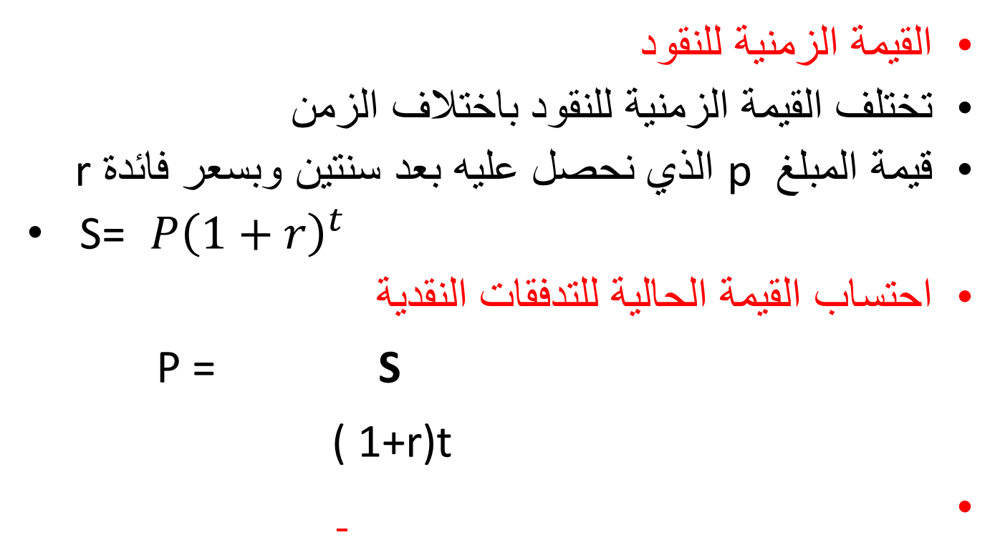 • القيمة الزمنية للنقود
• تختلف القيمة الزمنية للنقود باختلاف الزمن
• قيمة المبلغ p الذي نحصل عليه بعد سنتين وبسعر فائدة r
• S= P(1 + r)^t
• احتساب القيمة الحالية للتدفقات النقدية
P = S
( 1+r)t
•
-